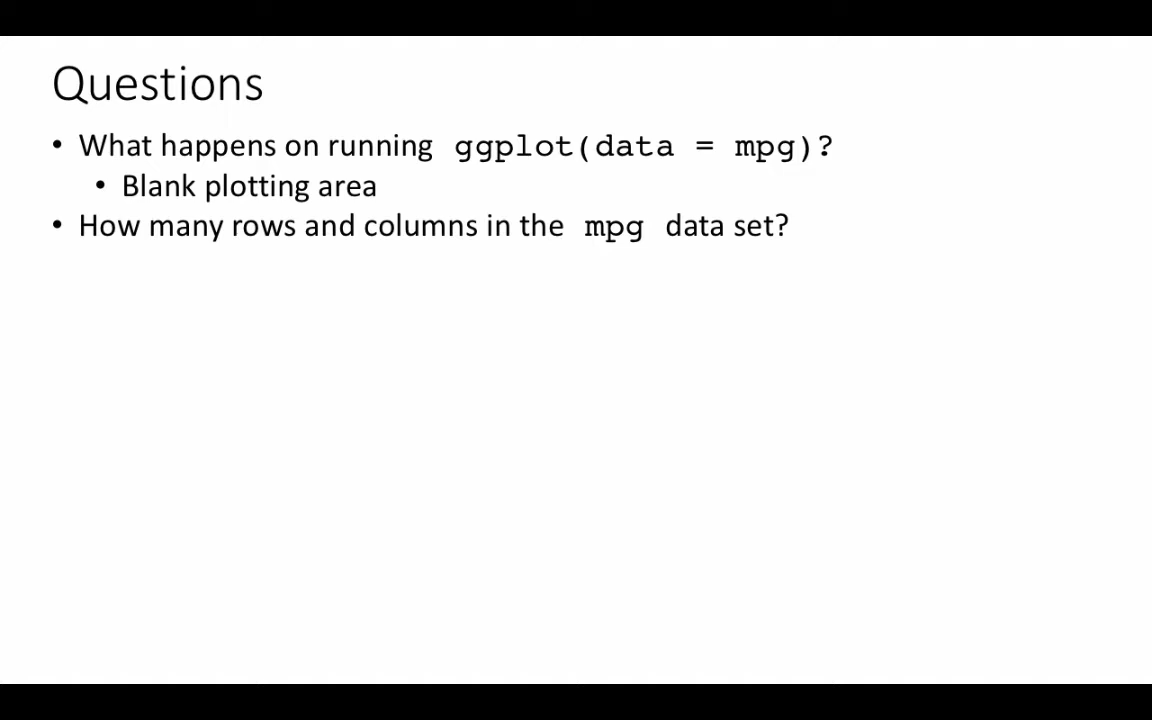 Questions
• What happens on running ggplot(data = mpg)?
• Blank plotting area
• How many rows and columns in the mpg data set?